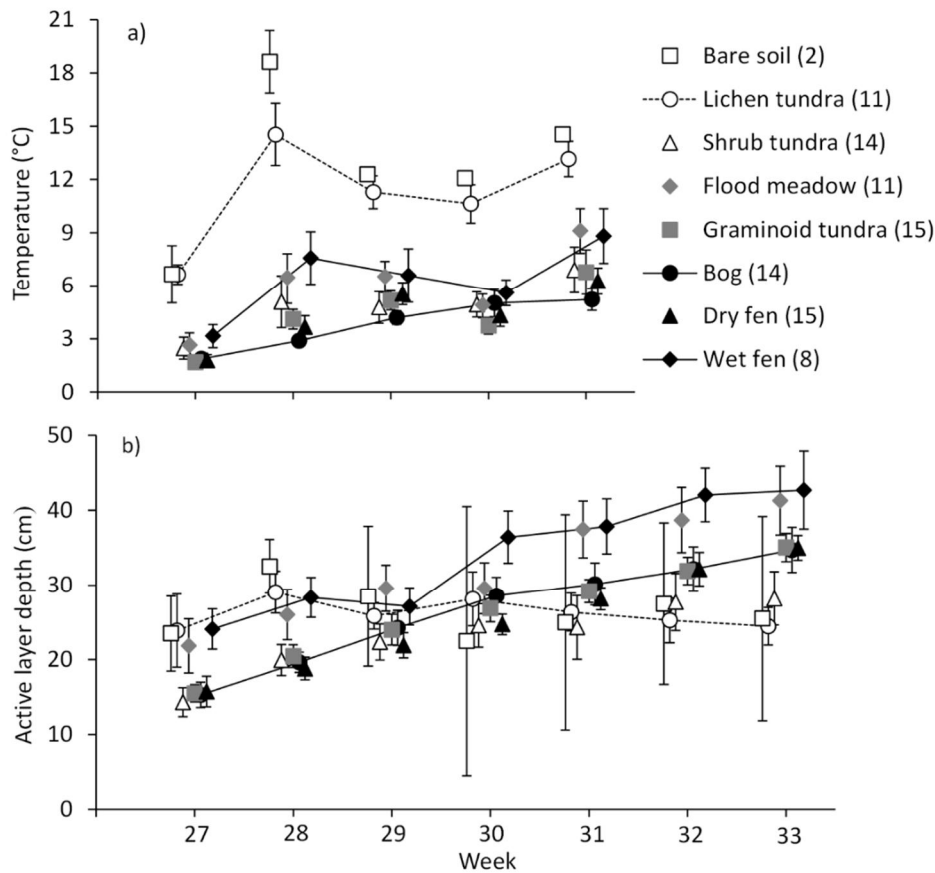 a)
Temperature (°C)
21
18
15
12
9
6
3
0
Bare soil (2)
Lichen tundra (11)
Shrub tundra (14)
Flood meadow (11)
Graminoid tundra (15)
Bog (14)
Dry fen (15)
Wet fen (8)
b)
Active layer depth (cm)
50
40
30
20
10
0
27 28 29 30 31 32 33
Week